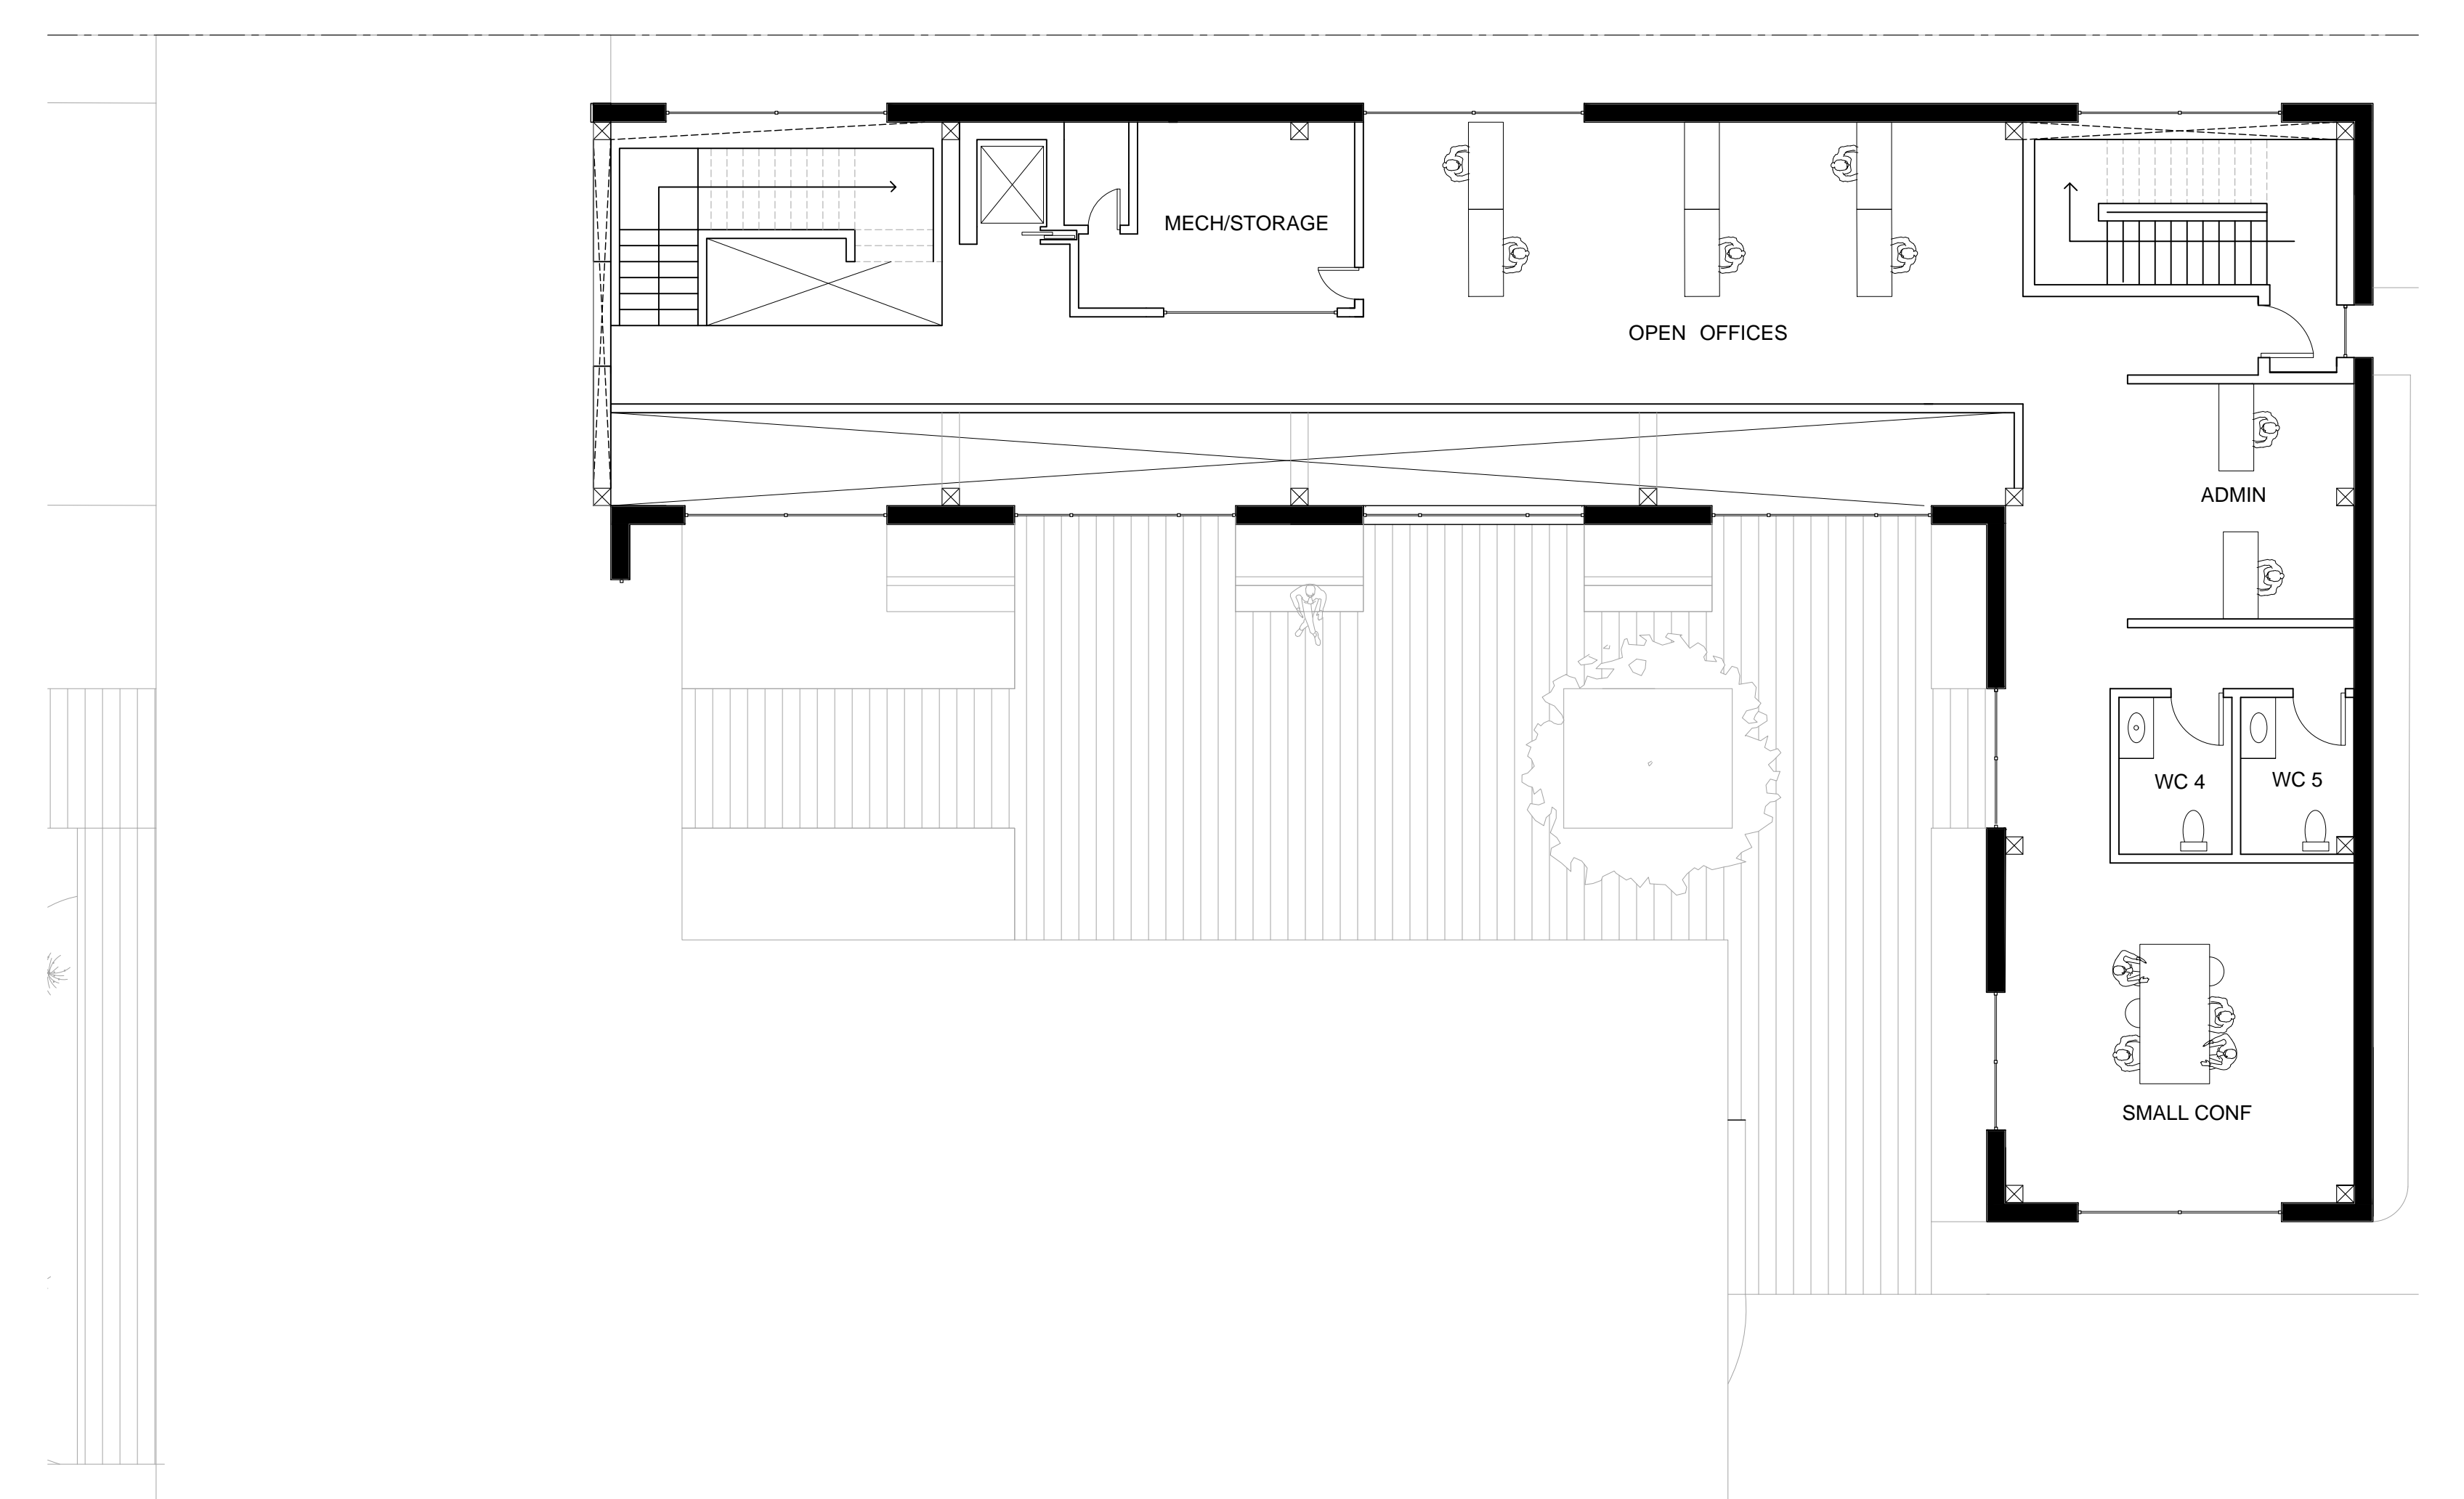 MECH/STORAGE
OPEN OFFICES
ADMIN
WC 4
WC 5
SMALL CONF